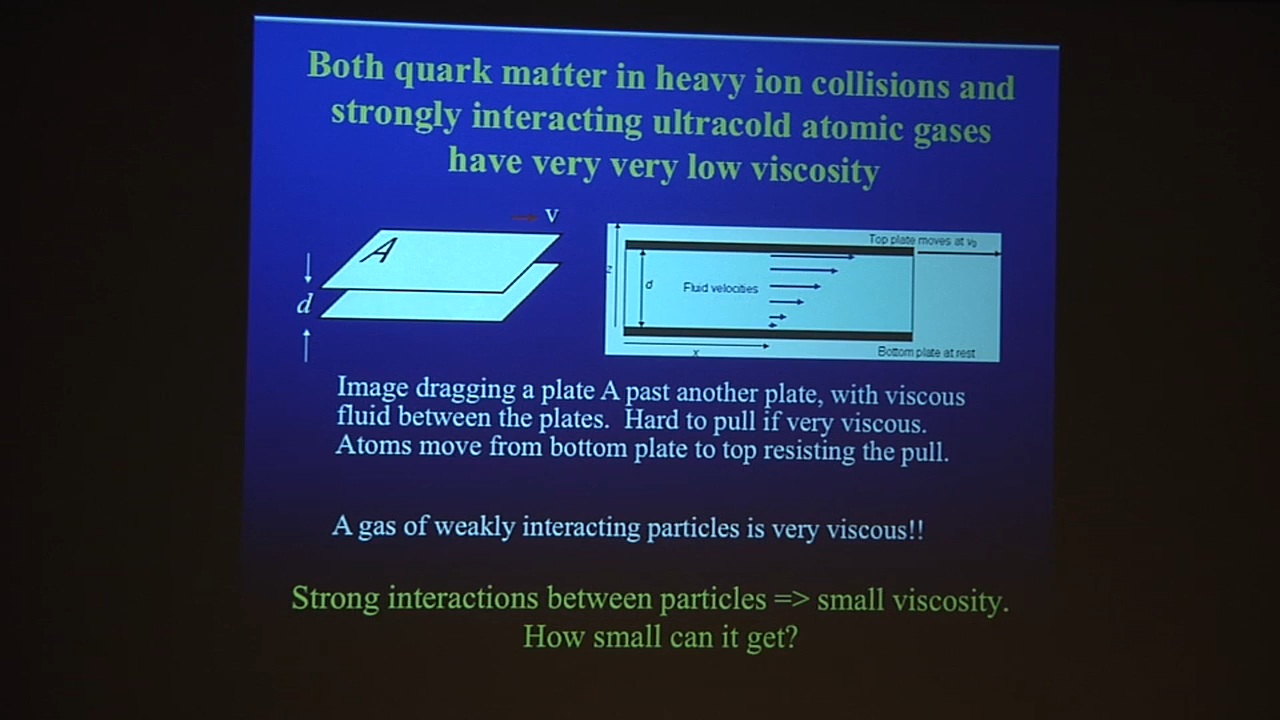 Both quark matter in heavy ion collisions and
strongly interacting ultracold atomic gases
have very very low viscosity
v
A
d
Top plate moves at v₀
z
d
Fluid velocities
x
Bottom plate at rest
Image dragging a plate A past another plate, with viscous
fluid between the plates. Hard to pull if very viscous.
Atoms move from bottom plate to top resisting the pull.
A gas of weakly interacting particles is very viscous!!
Strong interactions between particles => small viscosity.
How small can it get?